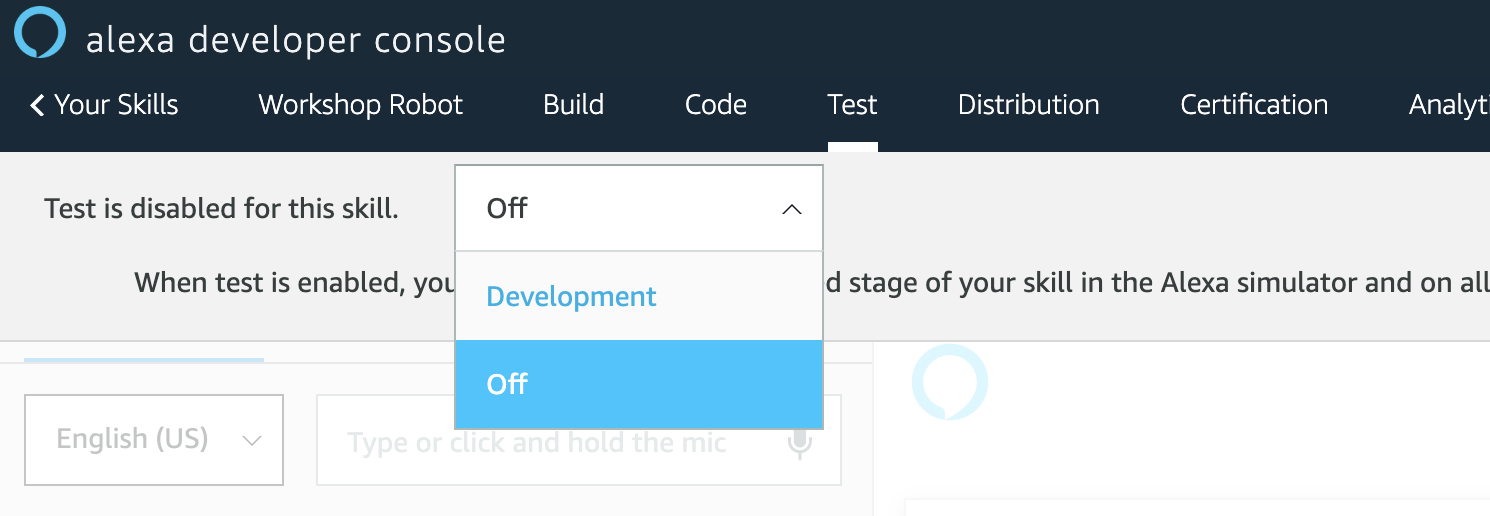 alexa developer console
Your Skills Workshop Robot Build Code Test Distribution Certification Analyti
Test is disabled for this skill. Off
When test is enabled, you d stage of your skill in the Alexa simulator and on all
Development
Off
English (US) Type or click and hold the mic